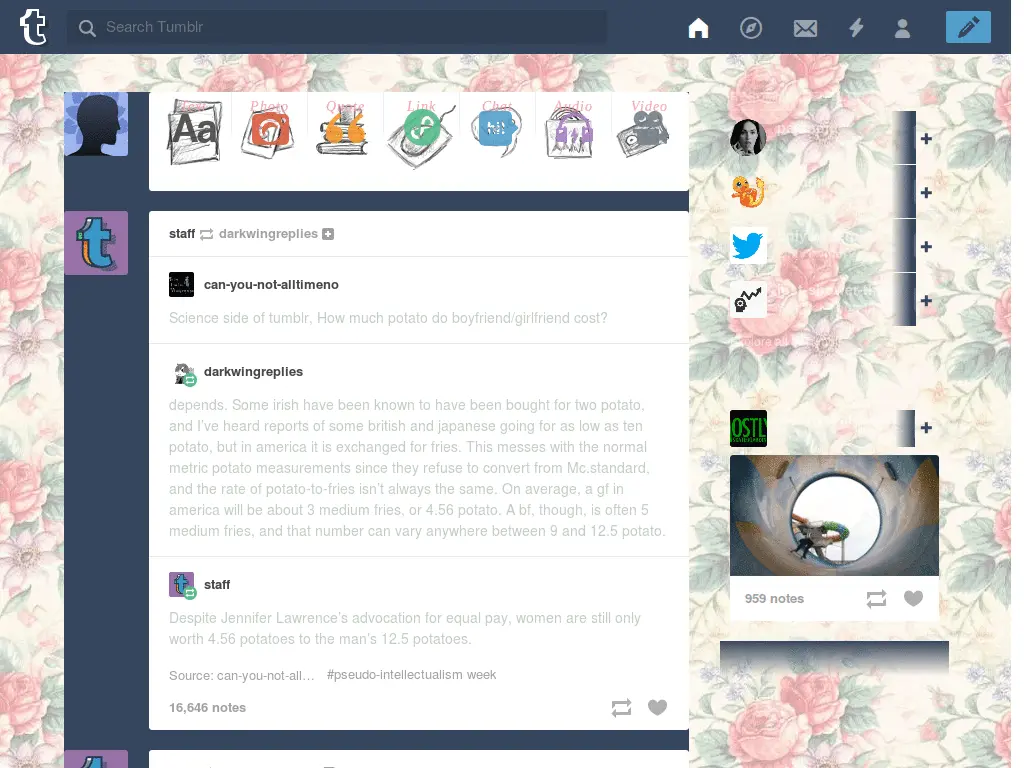 Search Tumblr
Text Photo Quote Link Chat Audio Video
Aa
staff darkwingreplies
can-you-not-alltimeno
Science side of tumblr, How much potato do boyfriend/girlfriend cost?
darkwingreplies
depends. Some irish have been known to have been bought for two potato,
and I've heard reports of some british and japanese going for as low as ten
potato, but in america it is exchanged for fries. This messes with the normal
metric potato measurements since they refuse to convert from Mc.standard,
and the rate of potato-to-fries isn't always the same. On average, a gf in
america will be about 3 medium fries, or 4.56 potato. A bf, though, is often 5
medium fries, and that number can vary anywhere between 9 and 12.5 potato.
staff
Despite Jennifer Lawrence's advocation for equal pay, women are still only
worth 4.56 potatoes to the man's 12.5 potatoes.
Source: can-you-not-all… #pseudo-intellectualism week
16,646 notes
OSTLY
959 notes